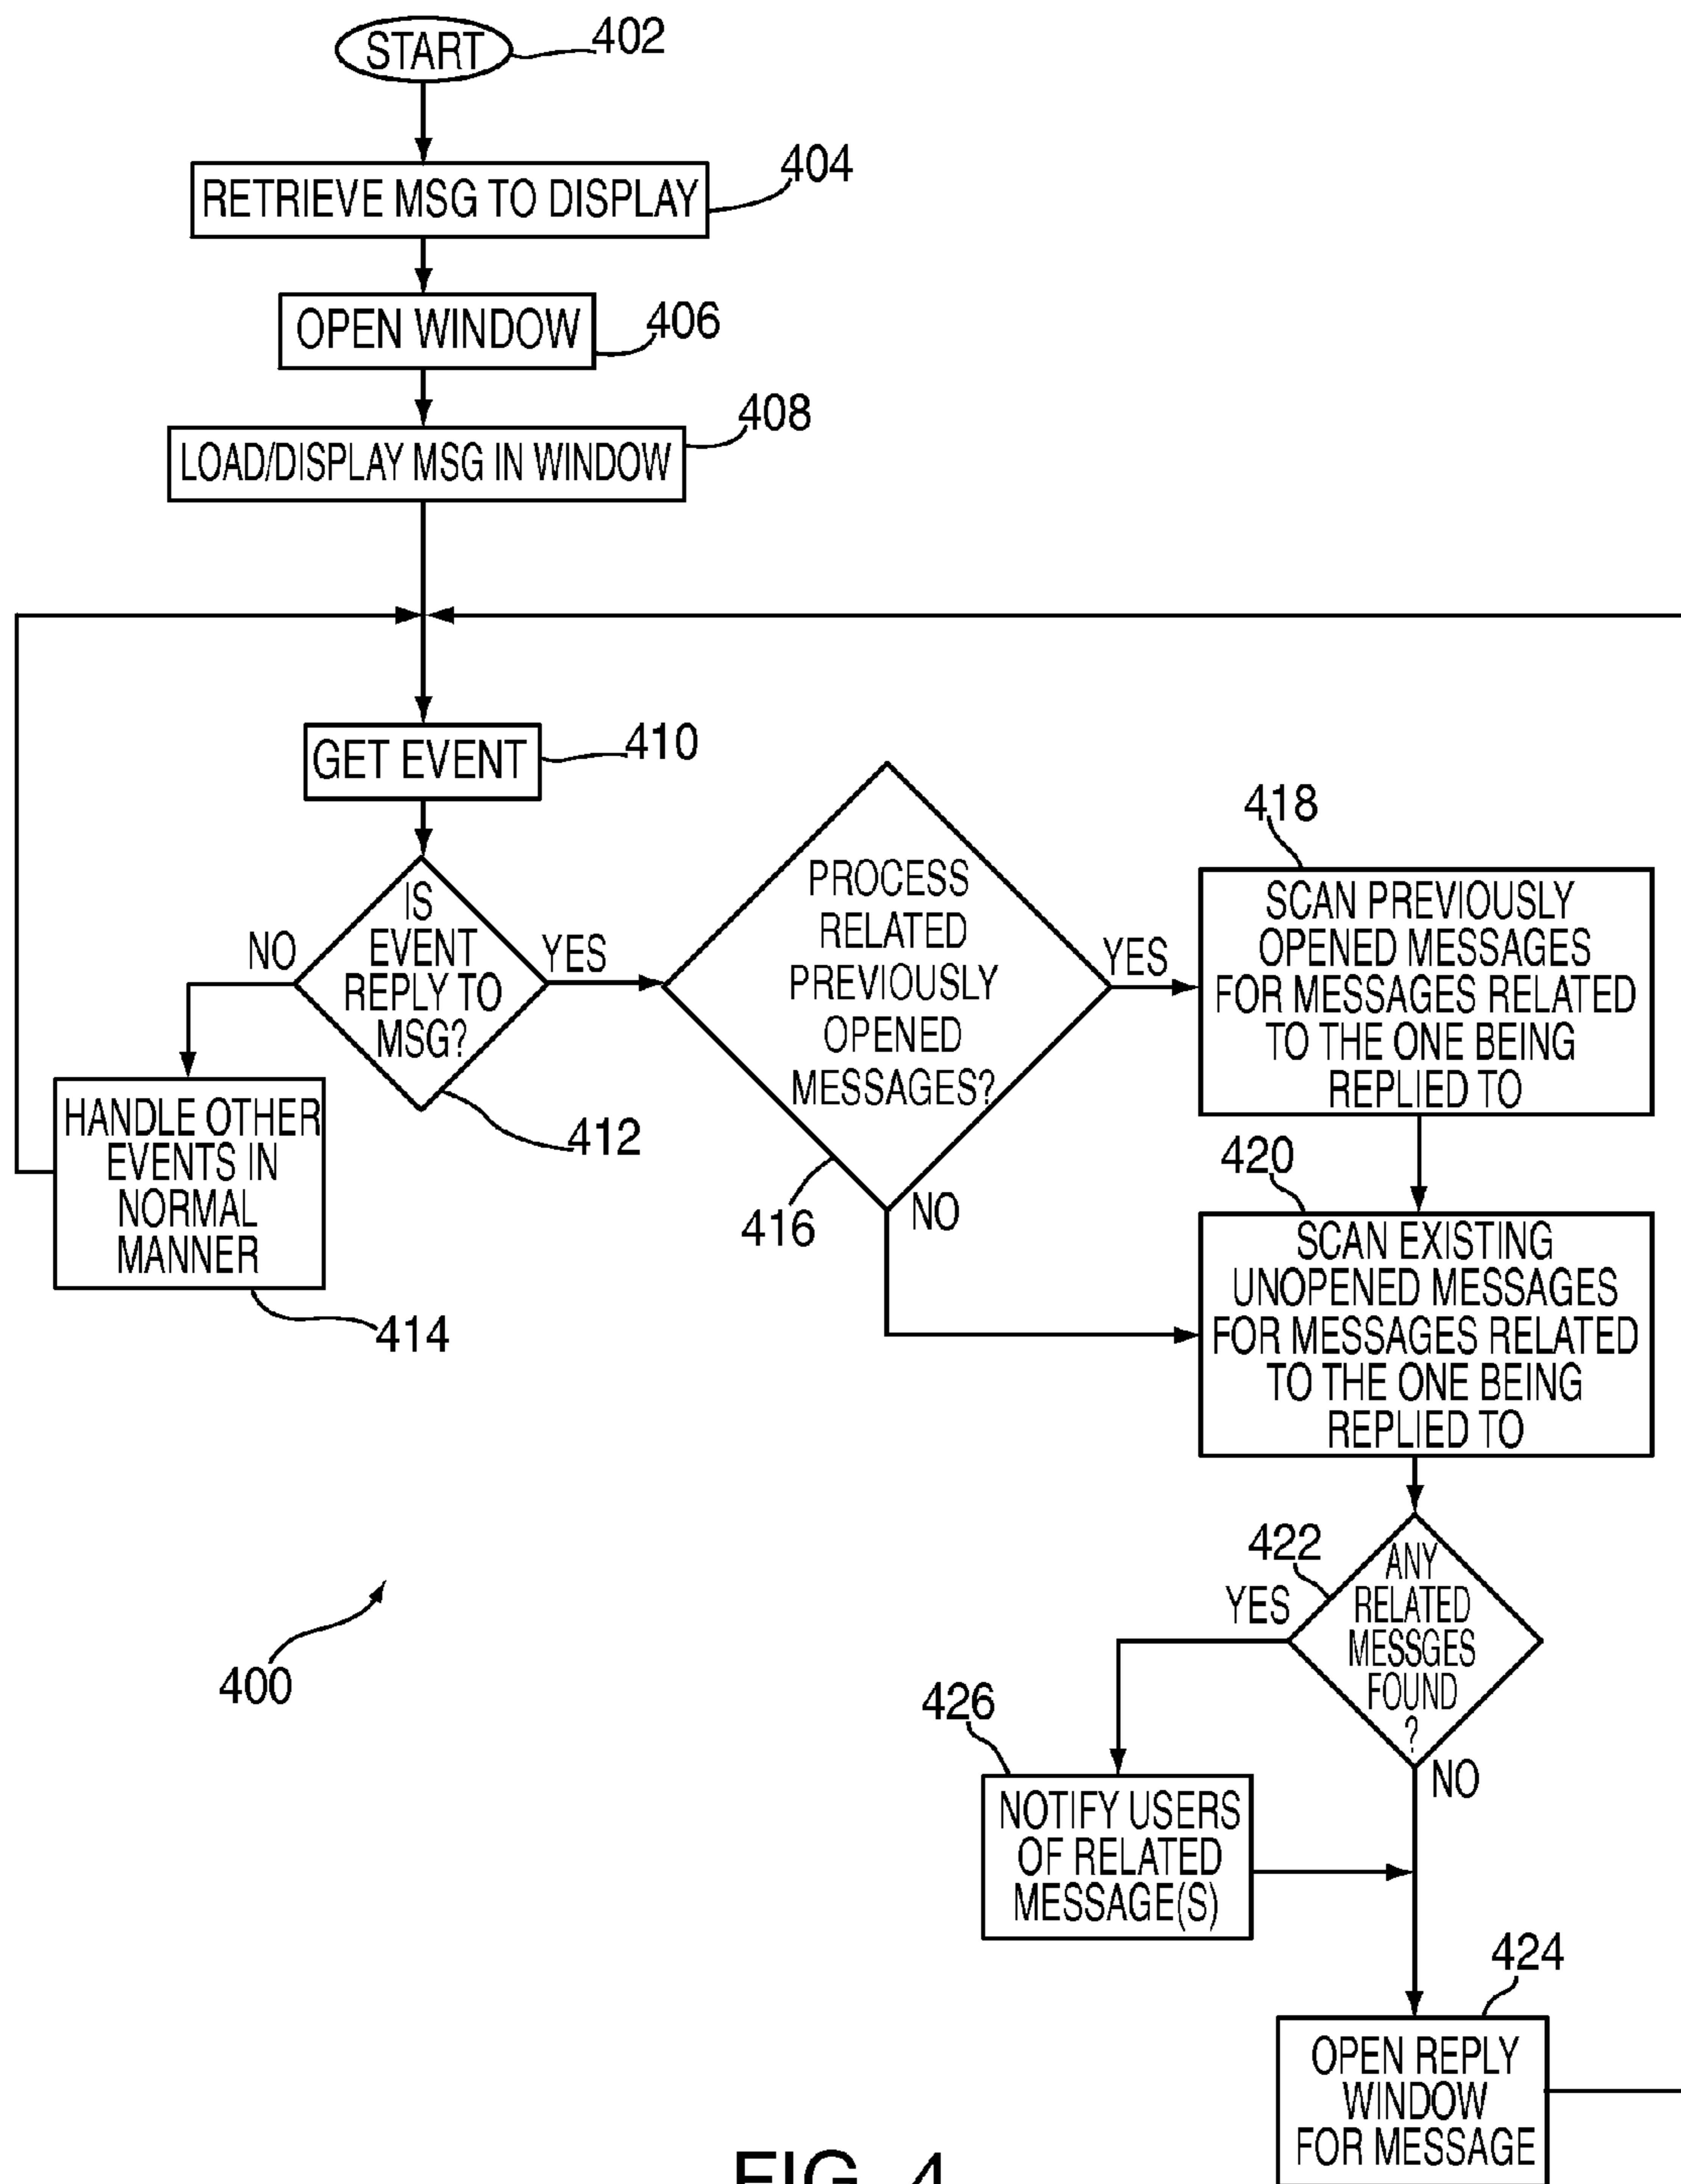 START
402
RETRIEVE MSG TO DISPLAY
404
OPEN WINDOW
406
LOAD/DISPLAY MSG IN WINDOW
408
GET EVENT
410
IS
EVENT
REPLY TO
MSG?
NO
YES
412
HANDLE OTHER
EVENTS IN
NORMAL
MANNER
414
PROCESS
RELATED
PREVIOUSLY
OPENED
MESSAGES?
YES
NO
416
418
SCAN PREVIOUSLY
OPENED MESSAGES
FOR MESSAGES RELATED
TO THE ONE BEING
REPLIED TO
420
SCAN EXISTING
UNOPENED MESSAGES
FOR MESSAGES RELATED
TO THE ONE BEING
REPLIED TO
422
ANY
RELATED
MESSGES
FOUND
?
YES
NO
426
NOTIFY USERS
OF RELATED
MESSAGE(S)
424
OPEN REPLY
WINDOW
FOR MESSAGE
400
FIG. 4